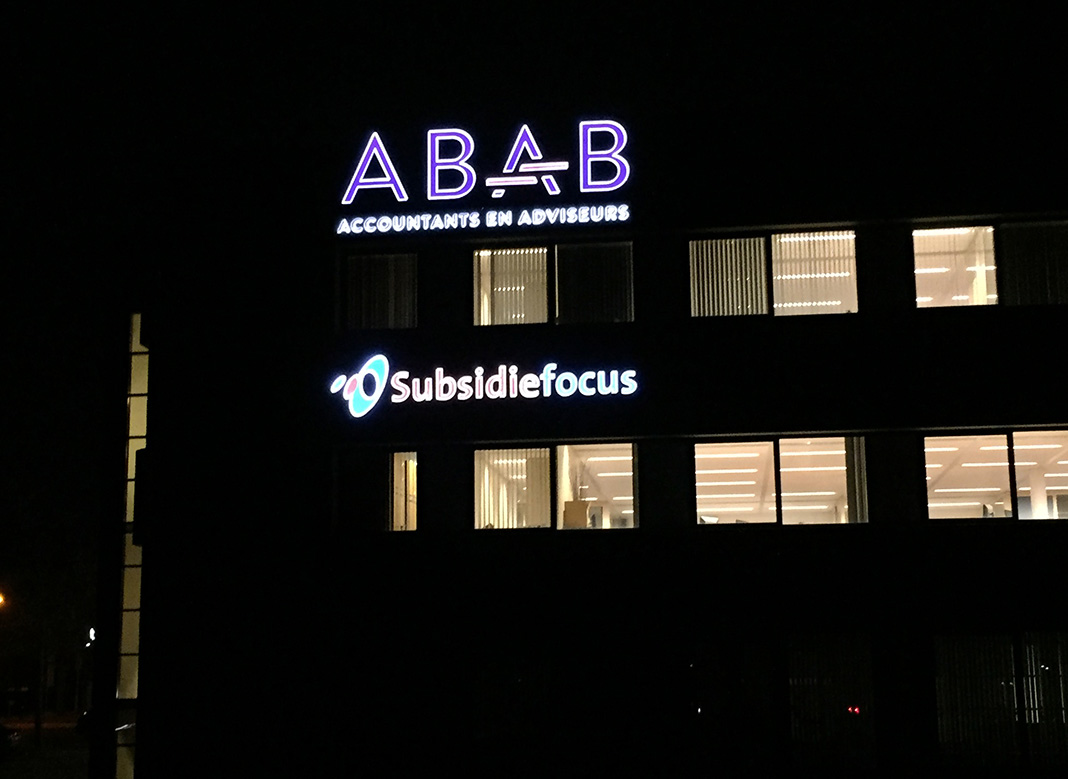 ABAB
ACCOUNTANTS EN ADVISEURS
Subsidiefocus